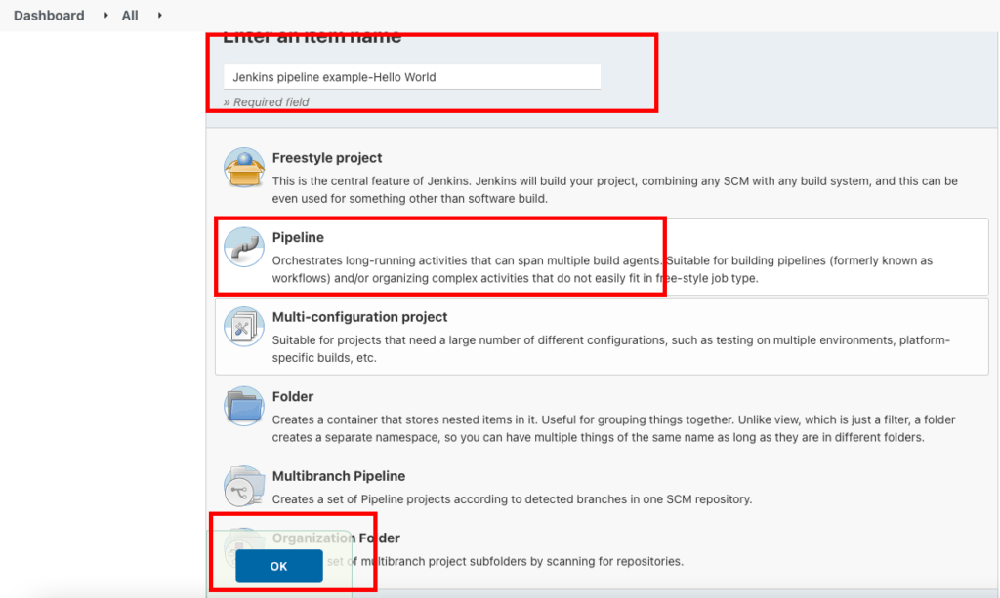 Dashboard All
Enter an item name
Jenkins pipeline example-Hello World
» Required field
Freestyle project
This is the central feature of Jenkins. Jenkins will build your project, combining any SCM with any build system, and this can be
even used for something other than software build.
Pipeline
Orchestrates long-running activities that can span multiple build agents. Suitable for building pipelines (formerly known as
workflows) and/or organizing complex activities that do not easily fit in free-style job type.
Multi-configuration project
Suitable for projects that need a large number of different configurations, such as testing on multiple environments, platform-
specific builds, etc.
Folder
Creates a container that stores nested items in it. Useful for grouping things together. Unlike view, which is just a filter, a folder
creates a separate namespace, so you can have multiple things of the same name as long as they are in different folders.
Multibranch Pipeline
Creates a set of Pipeline projects according to detected branches in one SCM repository.
Organization Folder
set of multibranch project subfolders by scanning for repositories.
OK